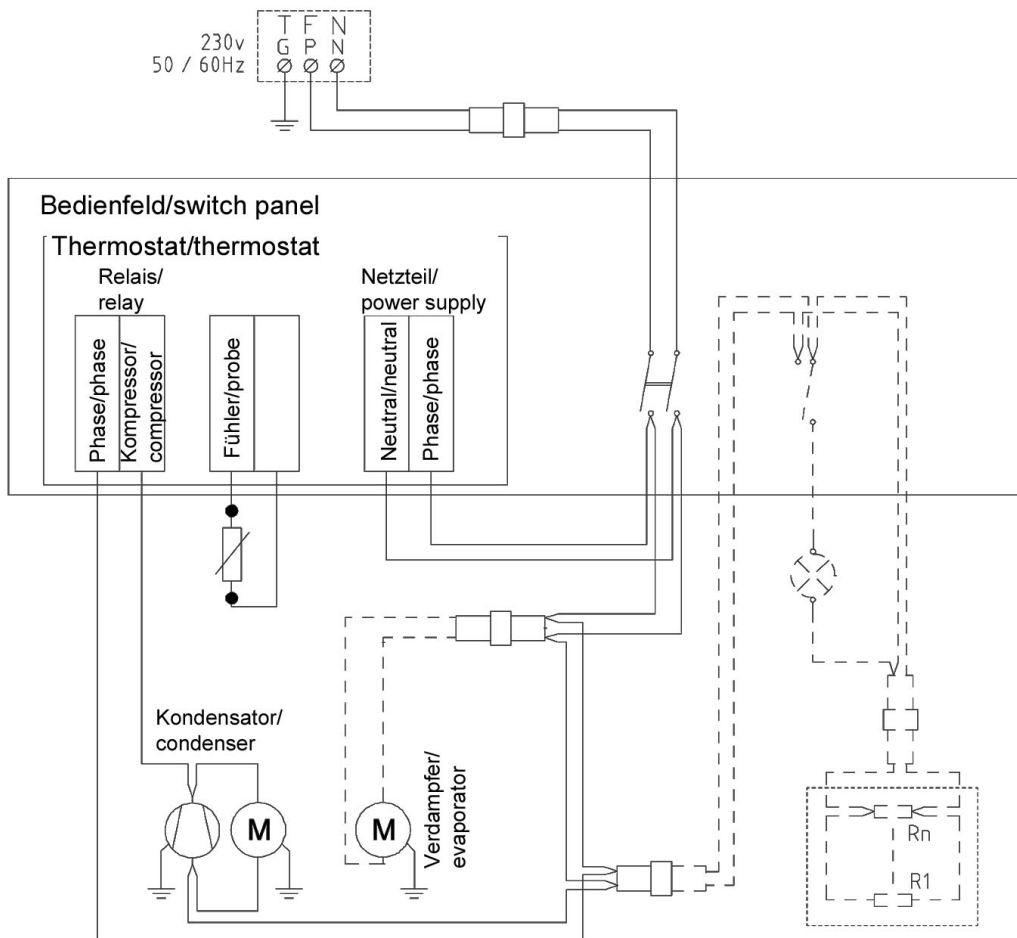 T F N
G P N
230v
50 / 60Hz
Bedienfeld/switch panel
Thermostat/thermostat
Relais/
relay
Netzteil/
power supply
Phase/phase
Kompressor/
compressor
Fühler/probe
Neutral/neutral
Phase/phase
Kondensator/
condenser
M
M
Verdampfer/
evaporator
Rn
R1